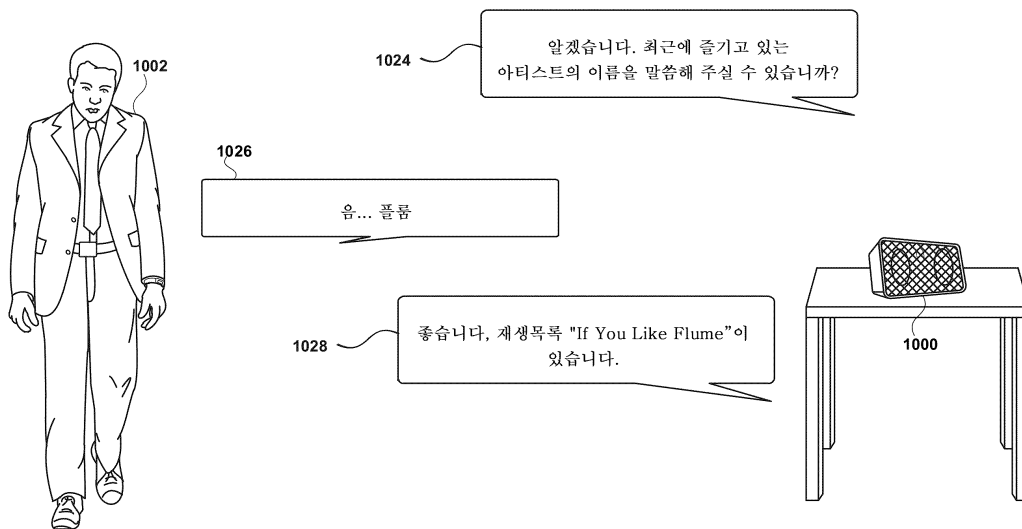 1002
1024
알겠습니다. 최근에 즐기고 있는
아티스트의 이름을 말씀해 주실 수 있습니까?
1026
음... 플룸
1028
좋습니다, 재생목록 "If You Like Flume”이
있습니다.
1000